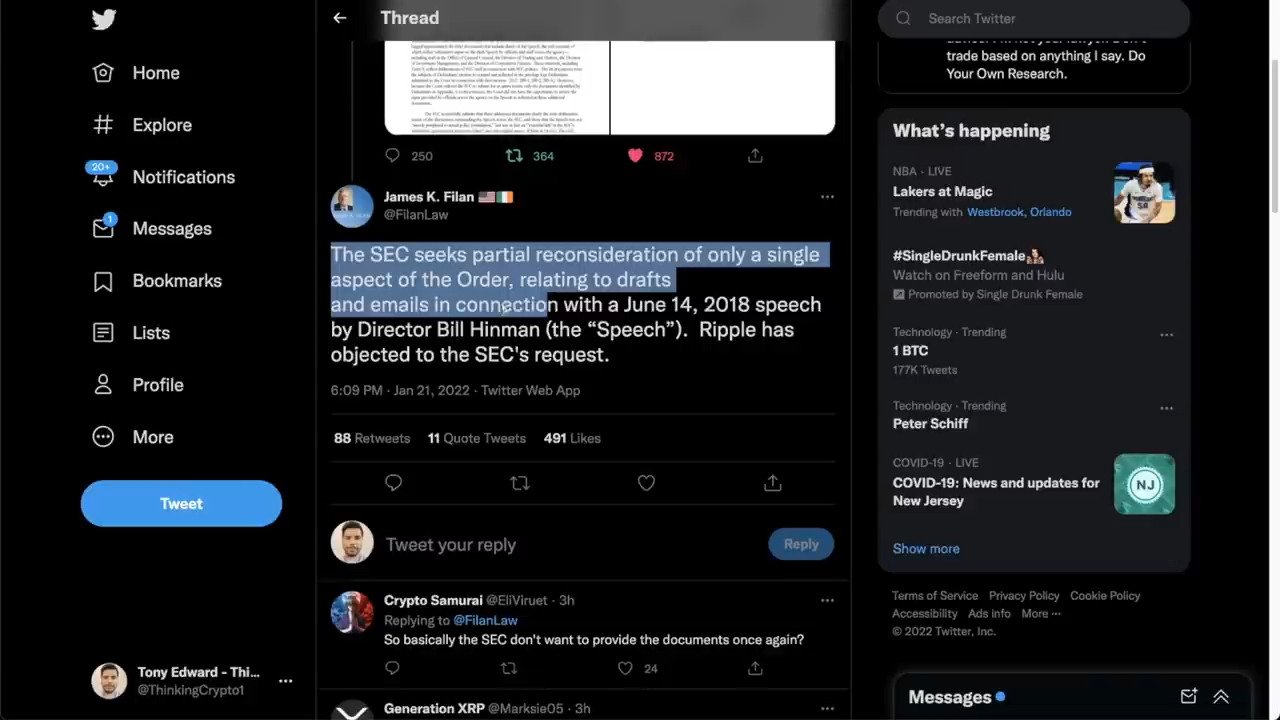 Home
Explore
20+
Notifications
1
Messages
Bookmarks
Lists
Profile
More
Tweet
Tony Edward - Thi...
@ThinkingCrypto1
Thread
250
364
872
James K. Filan 🇺🇸🇮🇪
@FilanLaw
The SEC seeks partial reconsideration of only a single
aspect of the Order, relating to drafts
and emails in connection with a June 14, 2018 speech
by Director Bill Hinman (the “Speech”).  Ripple has
objected to the SEC's request.
6:09 PM · Jan 21, 2022 · Twitter Web App
88 Retweets 11 Quote Tweets 491 Likes
Tweet your reply
Reply
Crypto Samurai @EliViruet · 3h
Replying to @FilanLaw
So basically the SEC don't want to provide the documents once again?
24
Generation XRP @Marksie05 · 3h
Search Twitter
and on anything I say. Do
research.
What's happening
NBA · LIVE
Lakers at Magic
Trending with Westbrook, Orlando
#SingleDrunkFemale
Watch on Freeform and Hulu
Promoted by Single Drunk Female
Technology · Trending
1 BTC
177K Tweets
Technology · Trending
Peter Schiff
COVID-19 · LIVE
COVID-19: News and updates for
New Jersey
NJ
Show more
Terms of Service Privacy Policy Cookie Policy
Accessibility Ads info More ···
© 2022 Twitter, Inc.
Messages